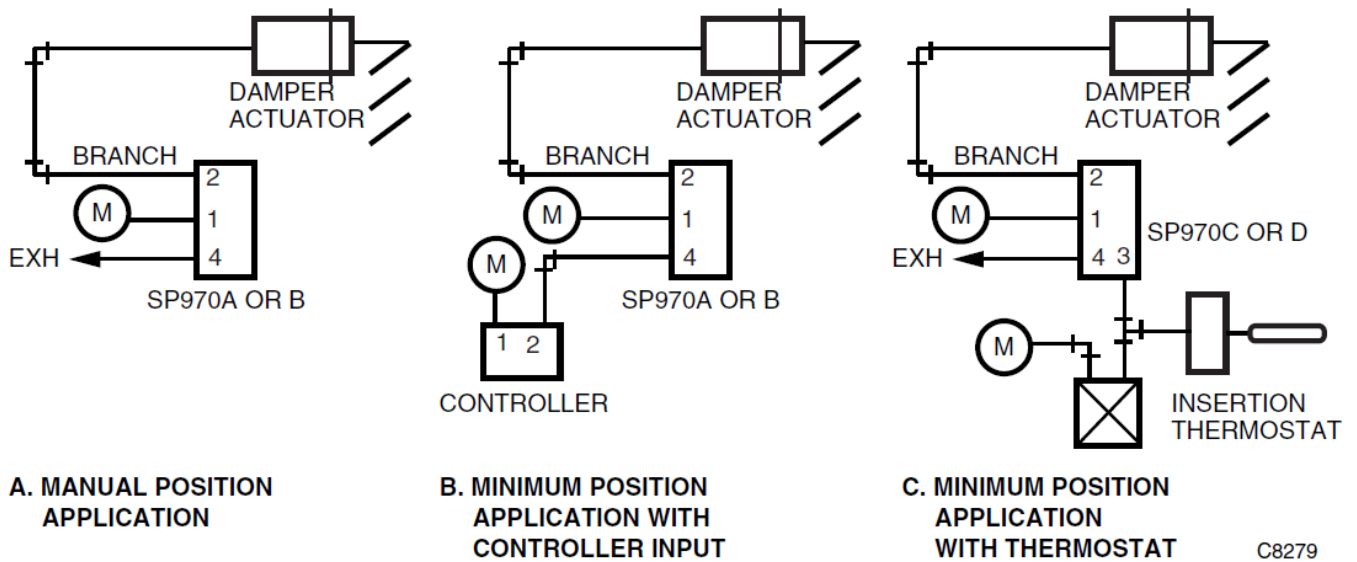 DAMPER
ACTUATOR
BRANCH
2
M
1
EXH
4
SP970A OR B
A. MANUAL POSITION
APPLICATION
DAMPER
ACTUATOR
BRANCH
2
M
1
M
4
SP970A OR B
1 2
CONTROLLER
B. MINIMUM POSITION
APPLICATION WITH
CONTROLLER INPUT
DAMPER
ACTUATOR
BRANCH
2
M
1
SP970C OR D
EXH
4 3
M
INSERTION
THERMOSTAT
C. MINIMUM POSITION
APPLICATION
WITH THERMOSTAT
C8279